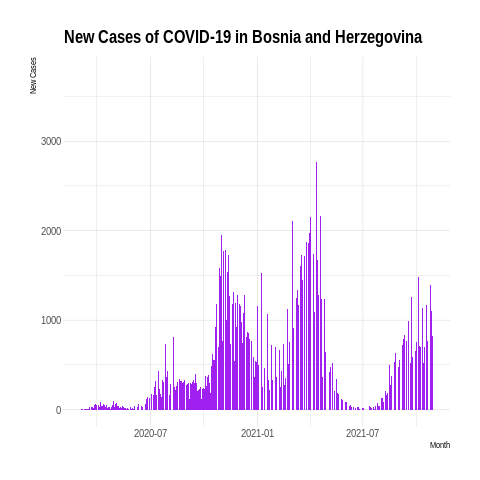 New Cases of COVID-19 in Bosnia and Herzegovina
New Cases
3000
2000
1000
0
2020-07 2021-01 2021-07
Month